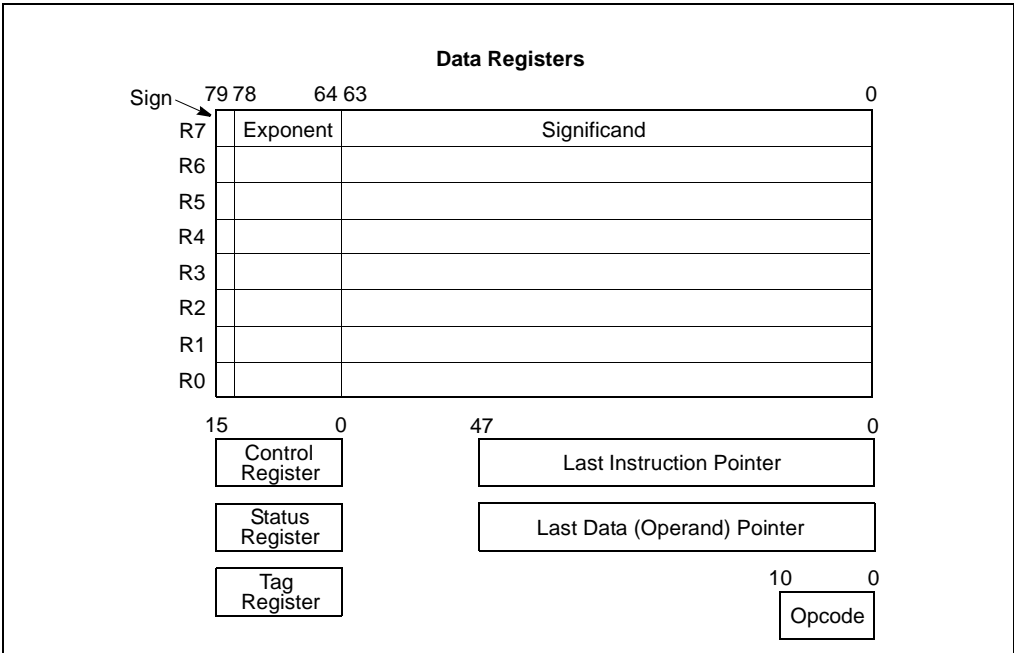 Data Registers
Sign 79 78 64 63 0
R7 Exponent Significand
R6
R5
R4
R3
R2
R1
R0
15 0 47 0
Control
Register
Last Instruction Pointer
Status
Register
Last Data (Operand) Pointer
Tag
Register
10 0
Opcode